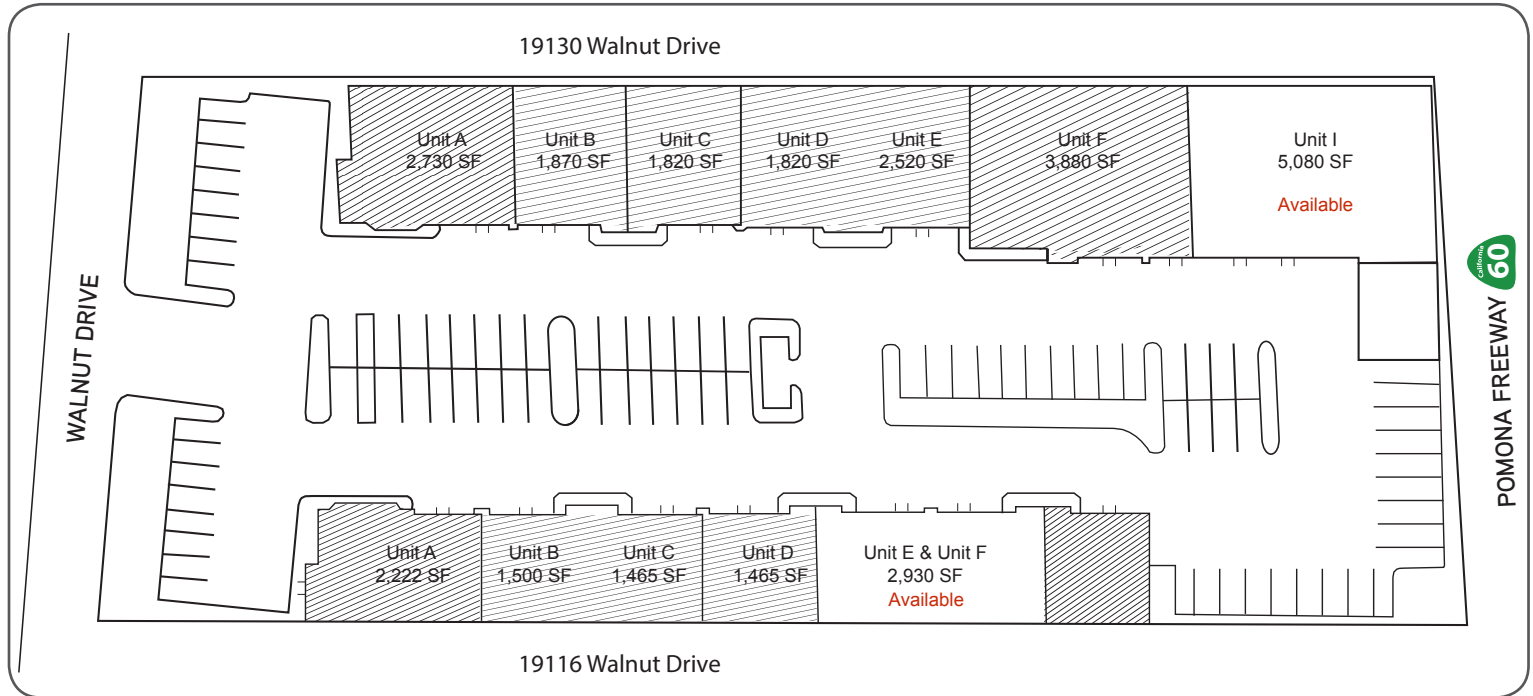 19130 Walnut Drive
Unit A
2,730 SF
Unit B
1,870 SF
Unit C
1,820 SF
Unit D
1,820 SF
Unit E
2,520 SF
Unit F
3,880 SF
Unit I
5,080 SF
Available
WALNUT DRIVE
POMONA FREEWAY
California
60
Unit A
2,222 SF
Unit B
1,500 SF
Unit C
1,465 SF
Unit D
1,465 SF
Unit E & Unit F
2,930 SF
Available
19116 Walnut Drive